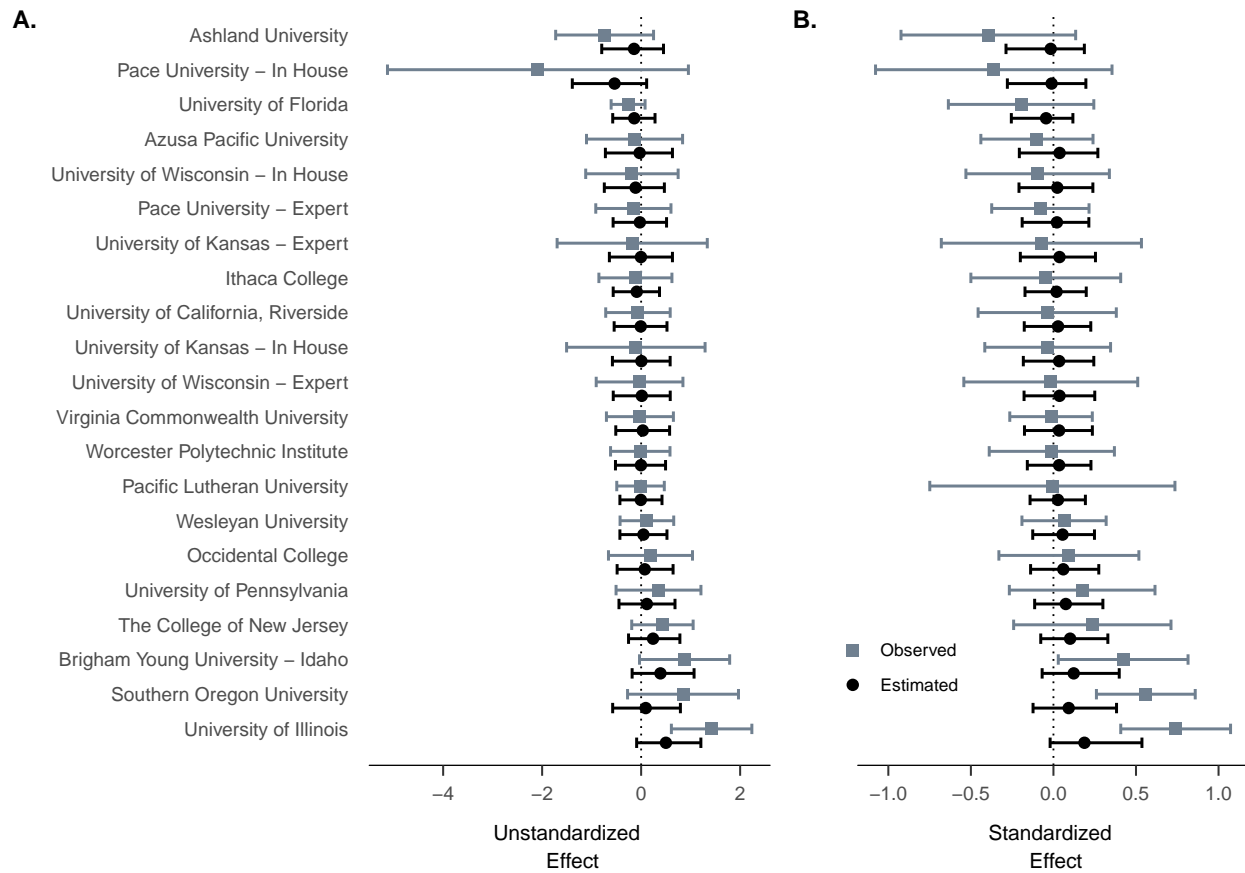 A.
B.
Ashland University
Pace University – In House
University of Florida
Azusa Pacific University
University of Wisconsin – In House
Pace University – Expert
University of Kansas – Expert
Ithaca College
University of California, Riverside
University of Kansas – In House
University of Wisconsin – Expert
Virginia Commonwealth University
Worcester Polytechnic Institute
Pacific Lutheran University
Wesleyan University
Occidental College
University of Pennsylvania
The College of New Jersey
Brigham Young University – Idaho
Southern Oregon University
University of Illinois
Observed
Estimated
−4 −2 0 2
−1.0 −0.5 0.0 0.5 1.0
Unstandardized
Effect
Standardized
Effect